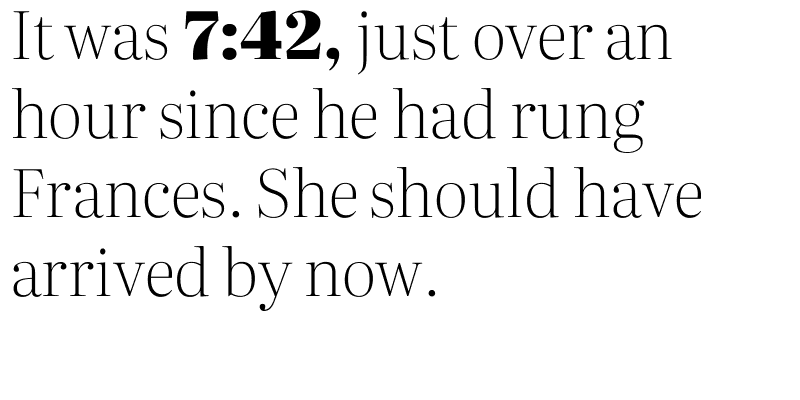 It was 7:42, just over an
hour since he had rung
Frances. She should have
arrived by now.